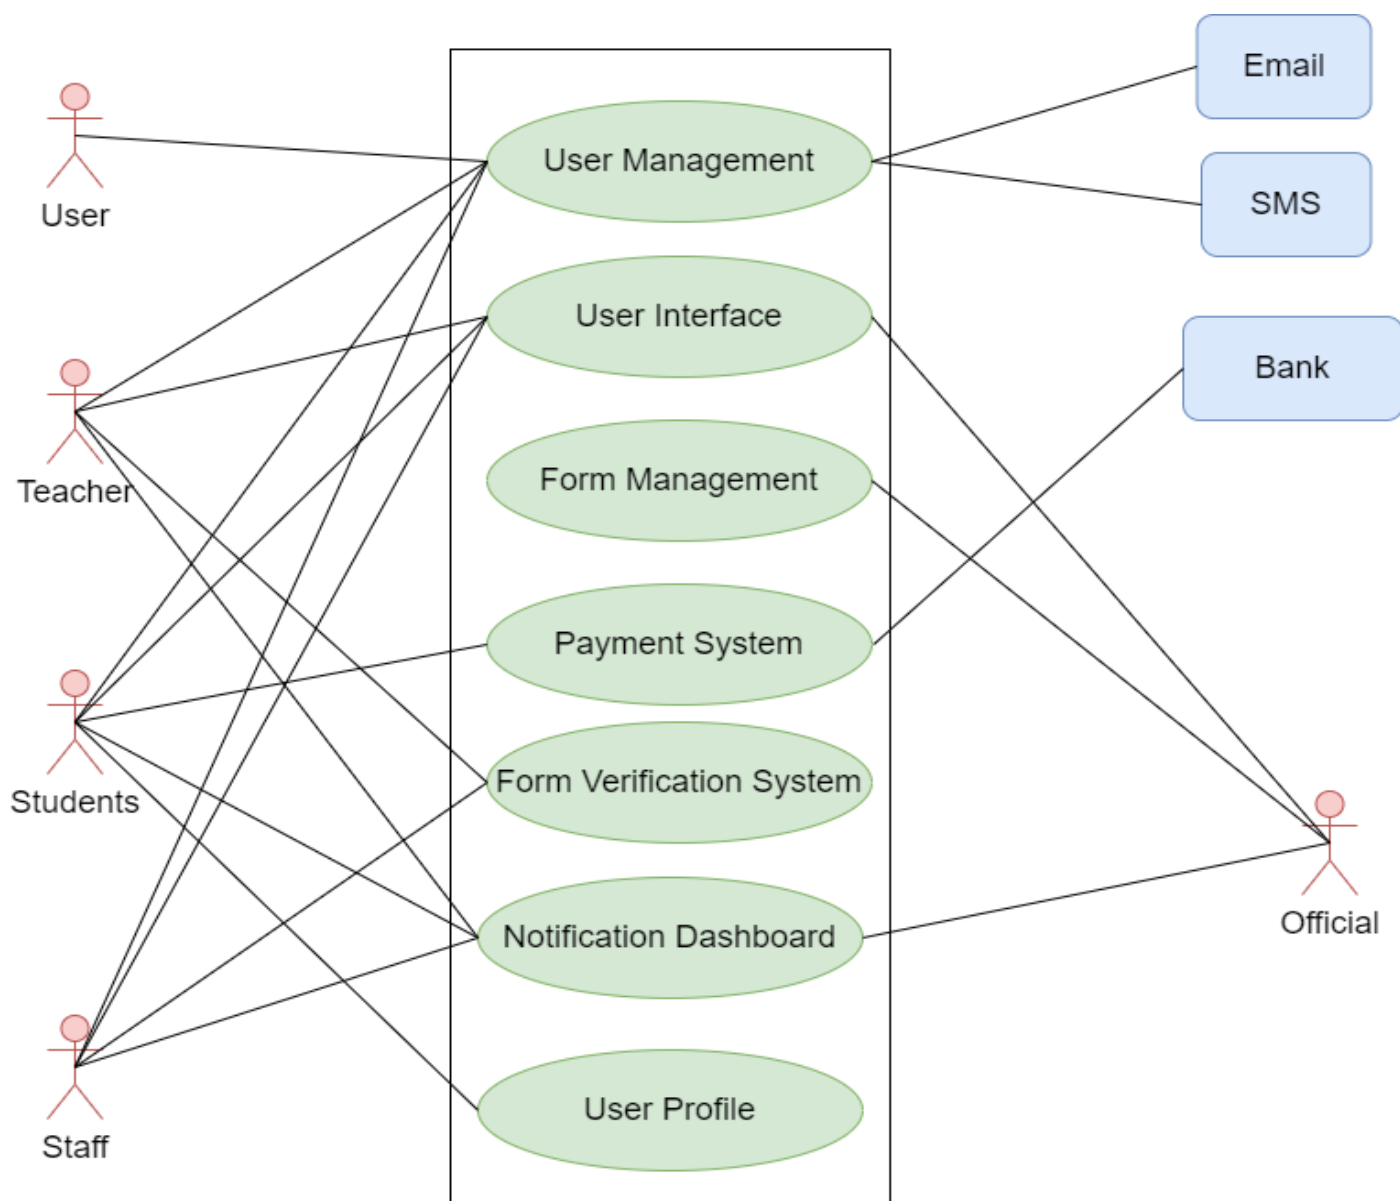 Email
User Management
SMS
User
User Interface
Bank
Form Management
Teacher
Payment System
Form Verification System
Students
Notification Dashboard
Official
User Profile
Staff